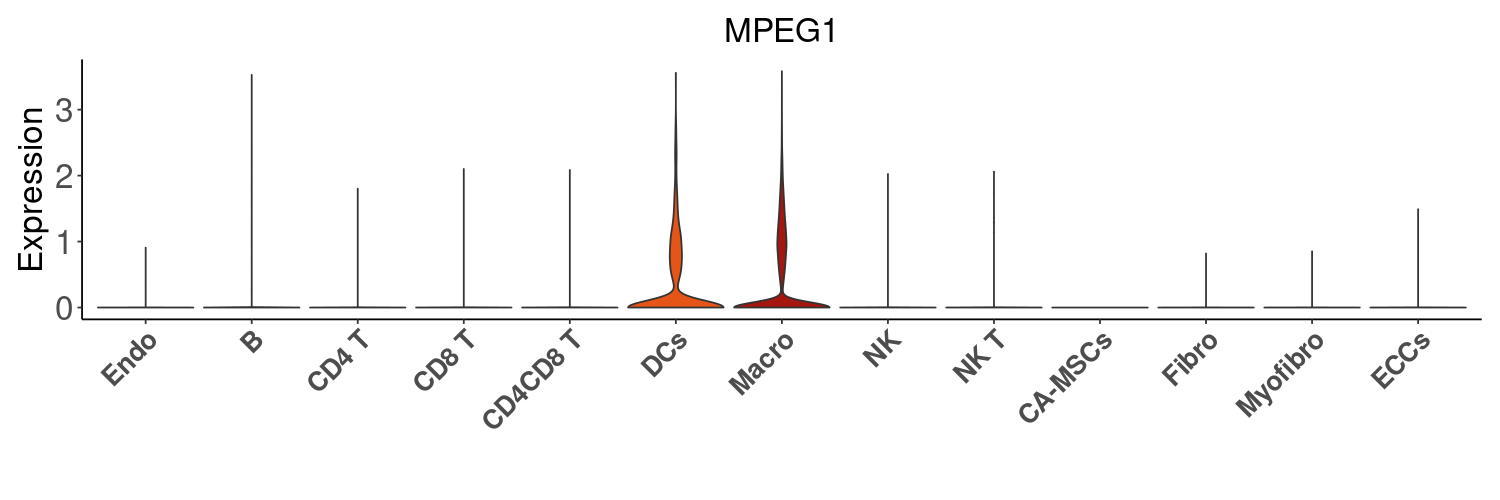 MPEG1
Expression
3
2
1
0
Endo
B
CD4 T
CD8 T
CD4CD8 T
DCs
Macro
NK
NK T
CA-MSCs
Fibro
Myofibro
ECCs